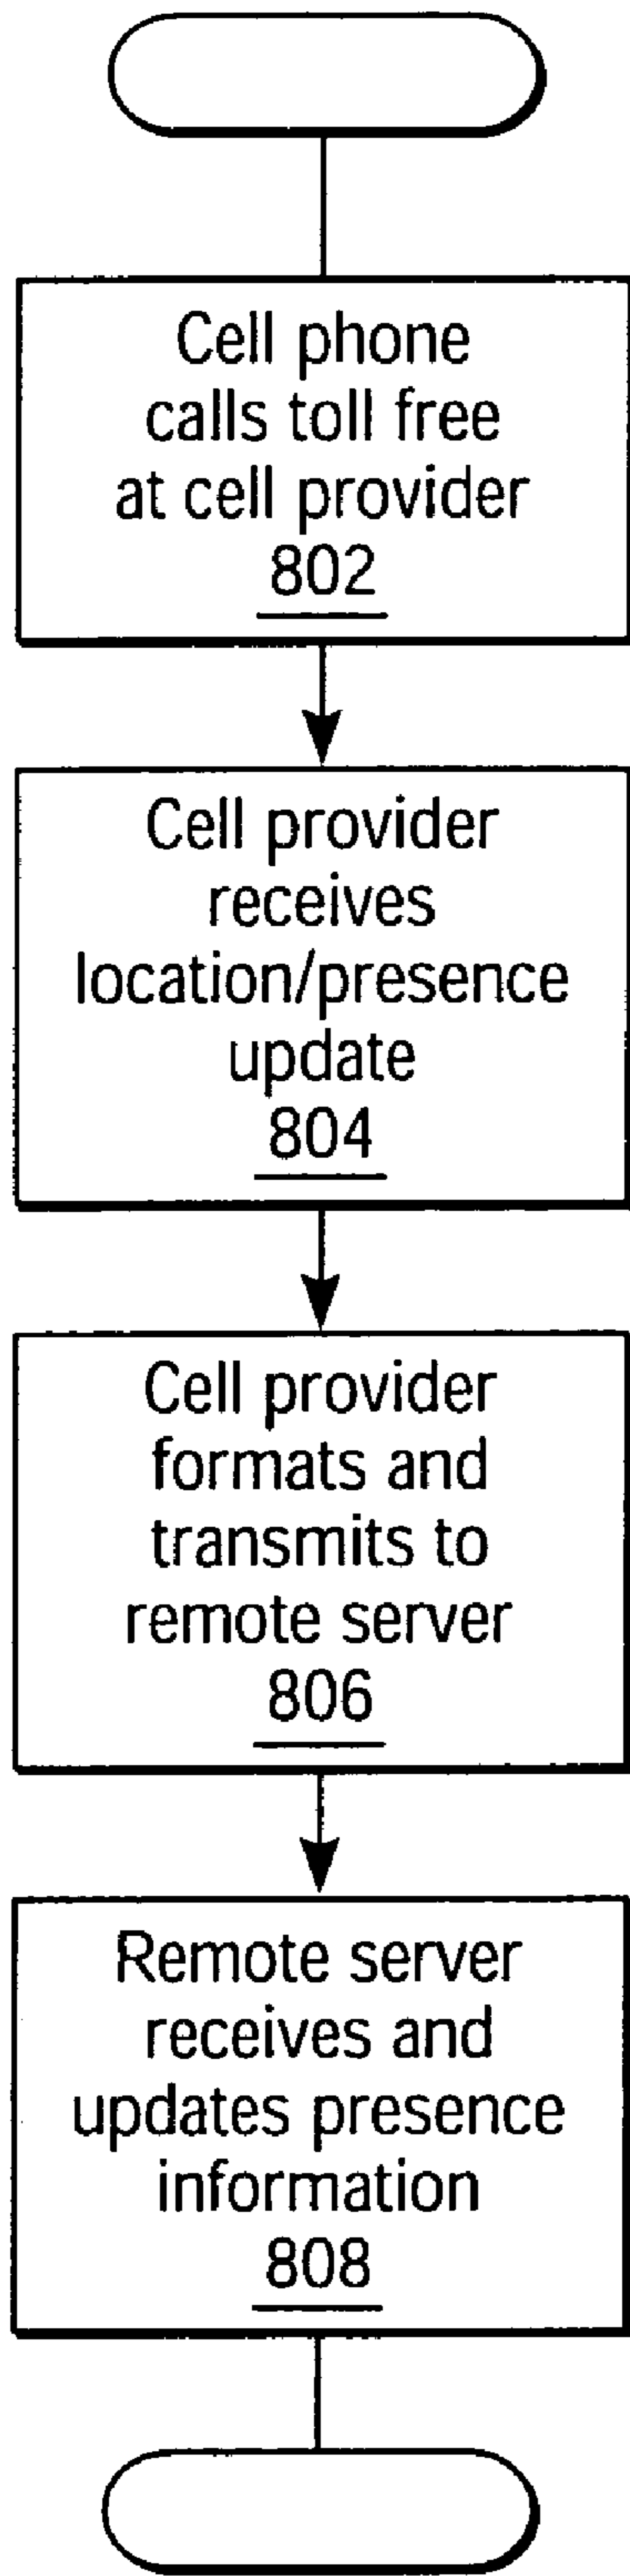 Cell phone
calls toll free
at cell provider
802
Cell provider
receives
location/presence
update
804
Cell provider
formats and
transmits to
remote server
806
Remote server
receives and
updates presence
information
808